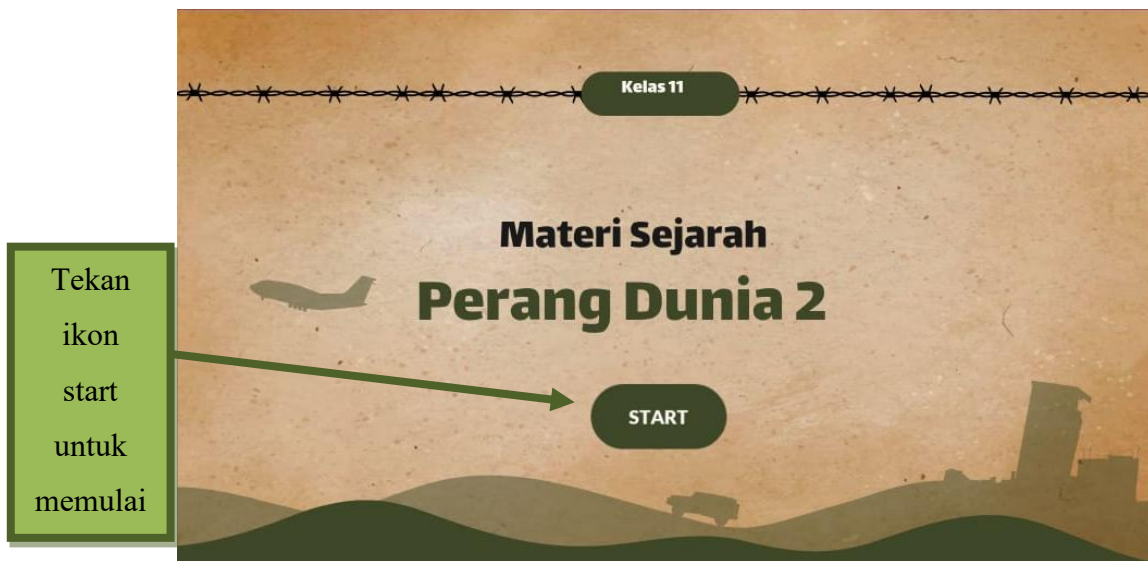 Kelas 11
Materi Sejarah
Perang Dunia 2
START
Tekan
ikon
start
untuk
memulai